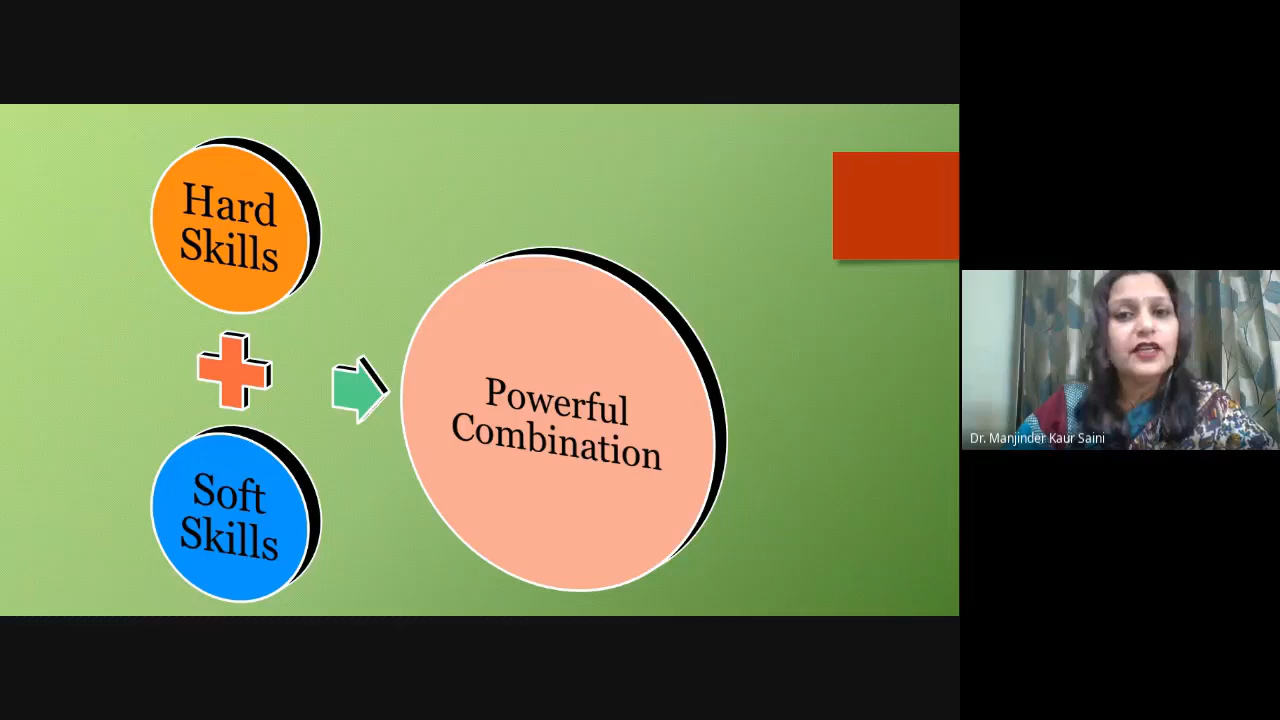 Hard
Skills
Soft
Skills
Powerful
Combination
Dr. Manjinder Kaur Saini